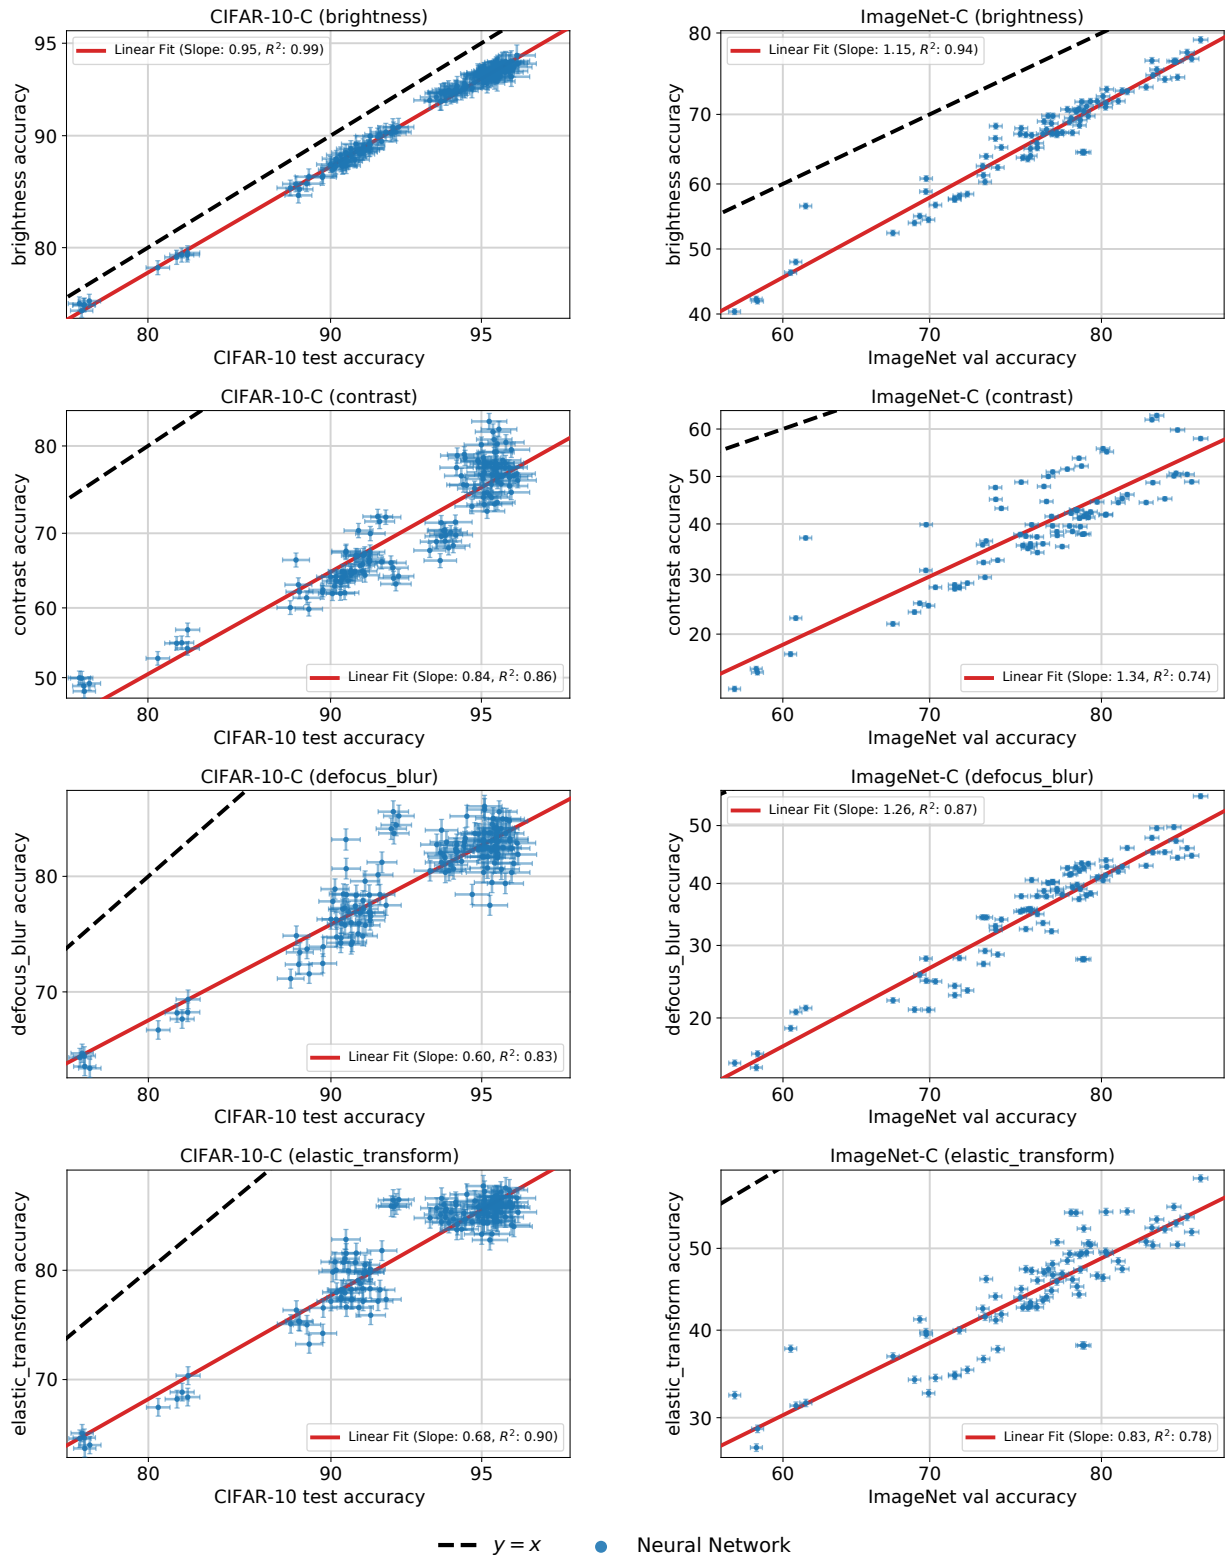 CIFAR-10-C (brightness)
Linear Fit (Slope: 0.95, R²: 0.99)
brightness accuracy
95
90
80
80 90 95
CIFAR-10 test accuracy
ImageNet-C (brightness)
Linear Fit (Slope: 1.15, R²: 0.94)
brightness accuracy
80
70
60
50
40
60 70 80
ImageNet val accuracy
CIFAR-10-C (contrast)
contrast accuracy
80
70
60
50
Linear Fit (Slope: 0.84, R²: 0.86)
80 90 95
CIFAR-10 test accuracy
ImageNet-C (contrast)
contrast accuracy
60
50
40
30
20
Linear Fit (Slope: 1.34, R²: 0.74)
60 70 80
ImageNet val accuracy
CIFAR-10-C (defocus_blur)
defocus_blur accuracy
80
70
Linear Fit (Slope: 0.60, R²: 0.83)
80 90 95
CIFAR-10 test accuracy
ImageNet-C (defocus_blur)
Linear Fit (Slope: 1.26, R²: 0.87)
defocus_blur accuracy
50
40
30
20
60 70 80
ImageNet val accuracy
CIFAR-10-C (elastic_transform)
elastic_transform accuracy
80
70
Linear Fit (Slope: 0.68, R²: 0.90)
80 90 95
CIFAR-10 test accuracy
ImageNet-C (elastic_transform)
elastic_transform accuracy
50
40
30
Linear Fit (Slope: 0.83, R²: 0.78)
60 70 80
ImageNet val accuracy
y = x Neural Network